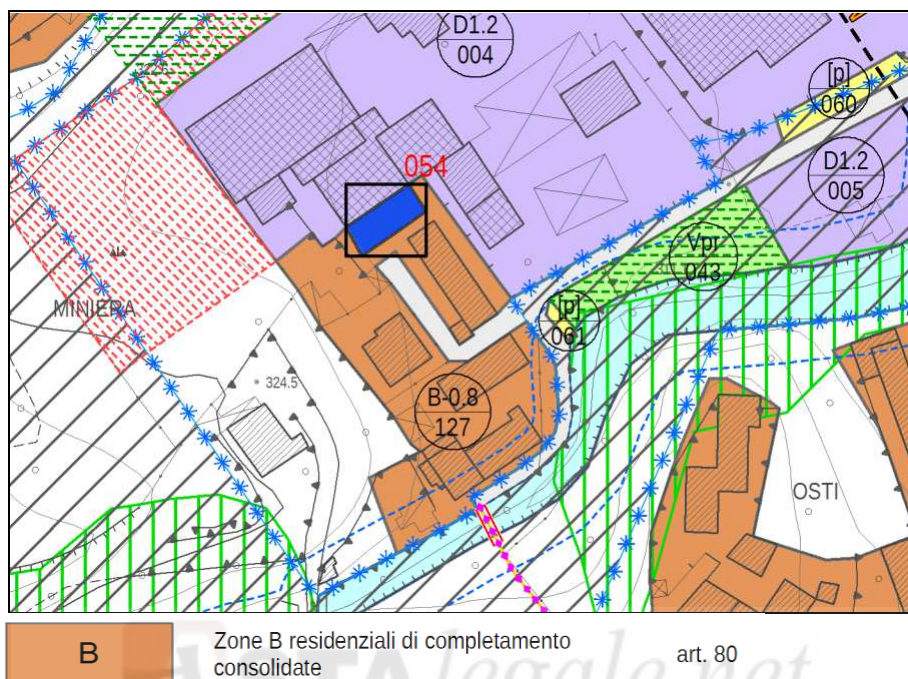 D1.2
004
[p]
060
054
D1.2
005
Vpr
043
MINIERA
[p]
061
324.5
B-0.8
127
OSTI
B
Zone B residenziali di completamento
consolidate
art. 80
legale.net